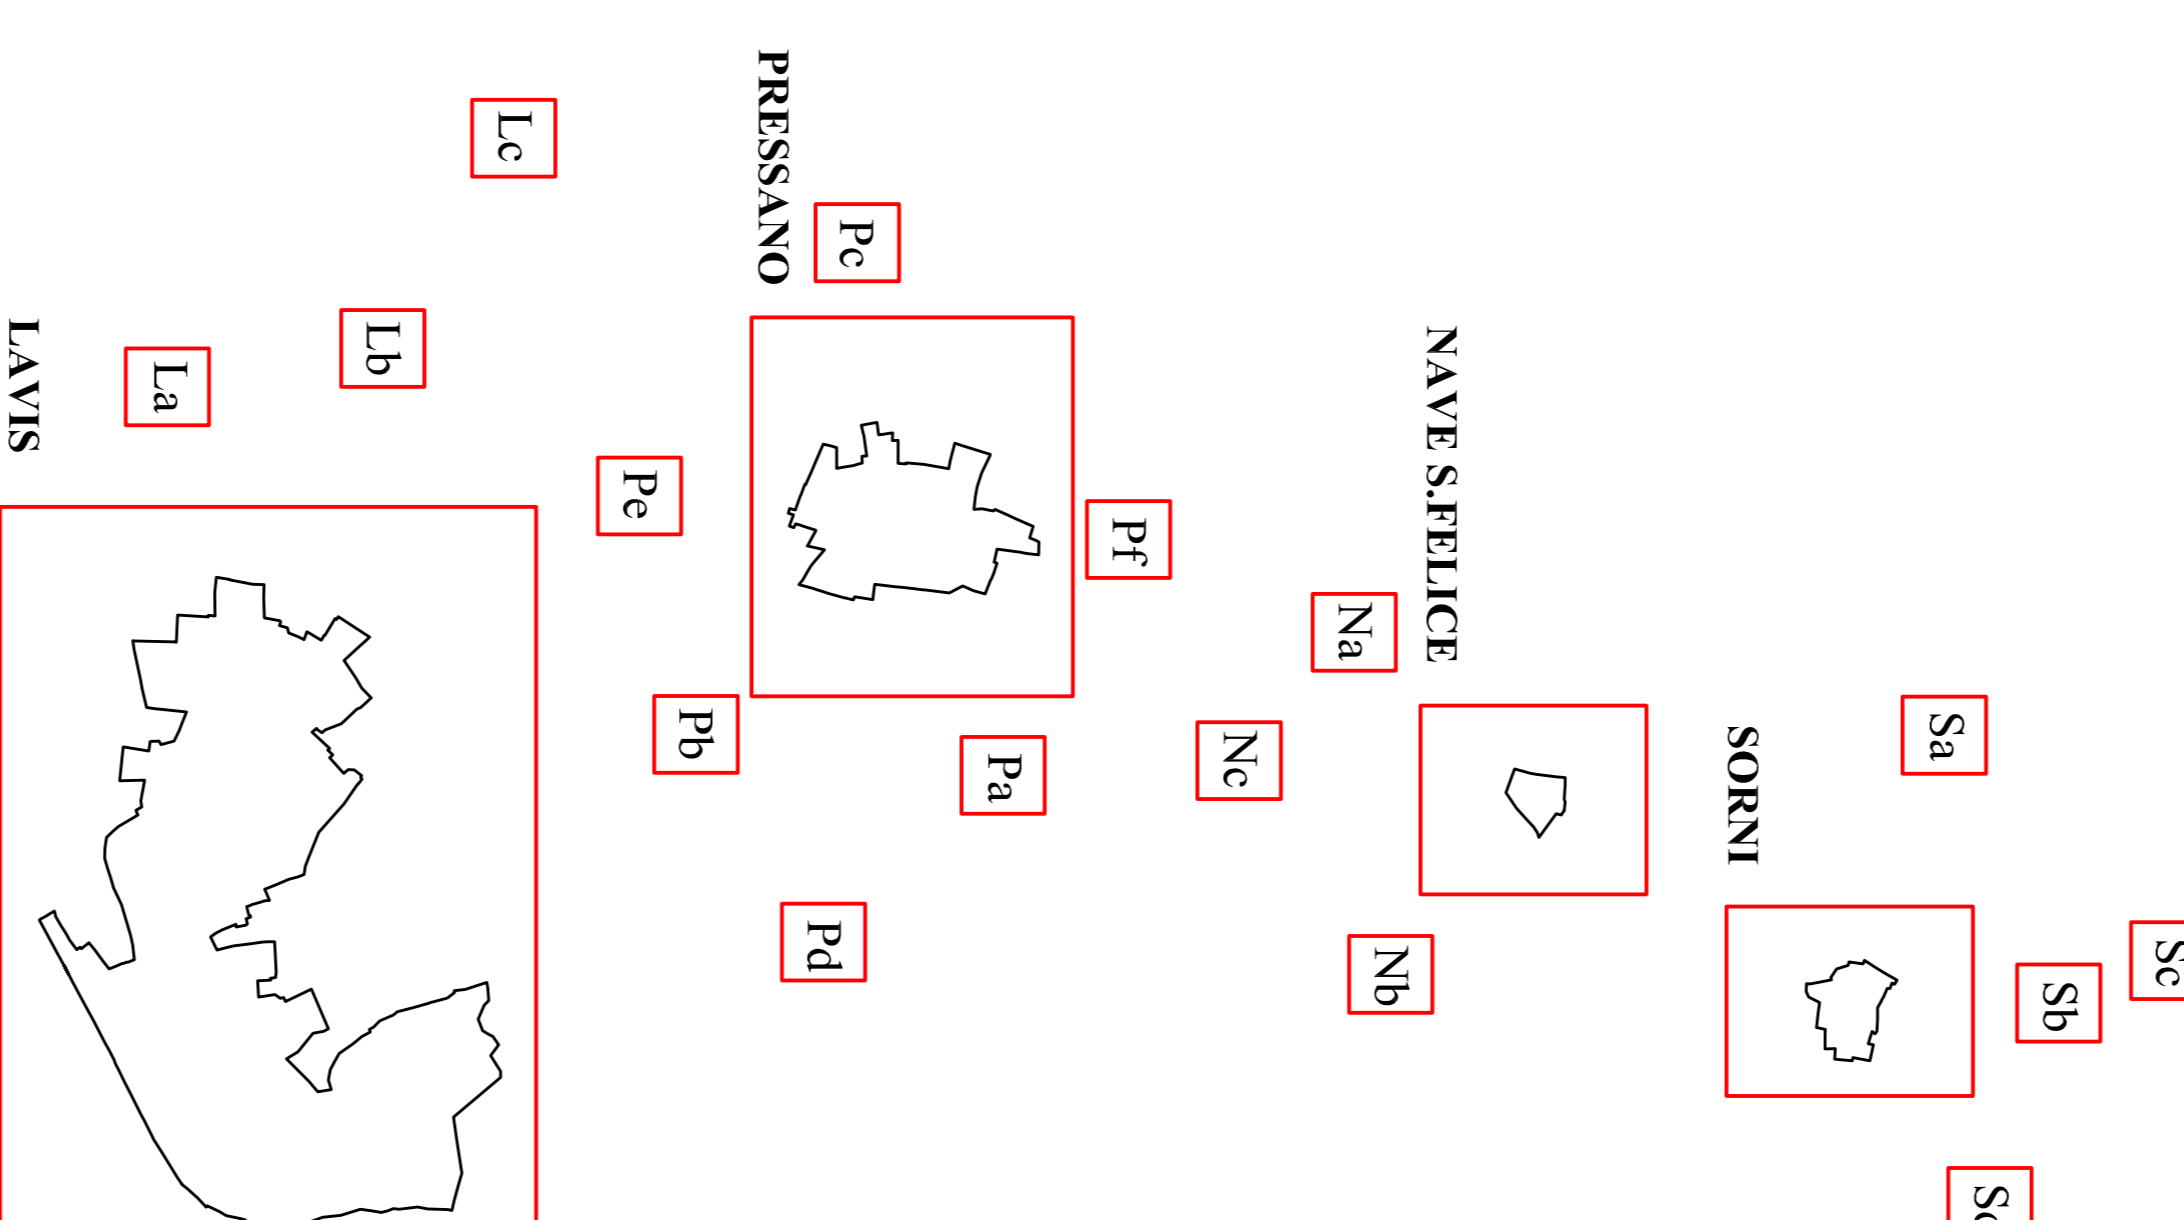 Sc
Sb
Sa
SORNI
NAVE S.FELICE
Nb
Na
Nc
Pf
Pa
Pc
Pd
PRESSANO
Pb
Pe
Lc
Lb
La
LAVIS